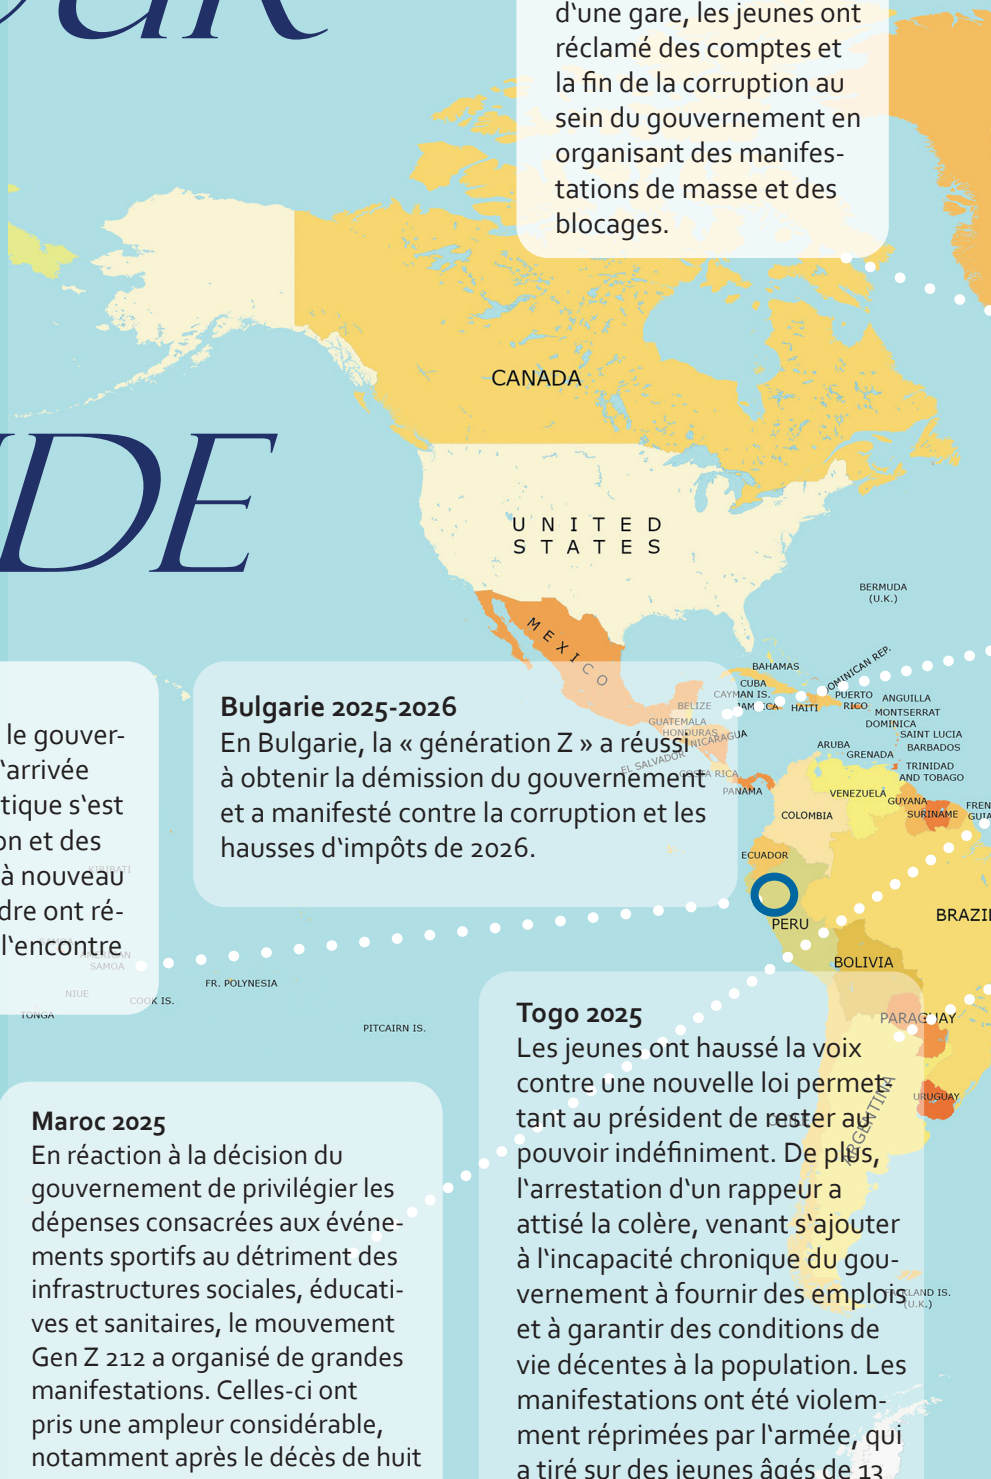 d'une gare, les jeunes ont
réclamé des comptes et
la fin de la corruption au
sein du gouvernement en
organisant des manifes-
tations de masse et des
blocages.
CANADA
DE
UNITED
STATES
BERMUDA
(U.K.)
MEXICO
BAHAMAS
CUBA
CAYMAN IS.
JAMAICA
HAITI
PUERTO
RICO
ANGUILLA
MONTSERRAT
DOMINICA
SAINT LUCIA
BARBADOS
ARUBA
GRENADA
TRINIDAD
AND TOBAGO
BELIZE
GUATEMALA
HONDURAS
NICARAGUA
EL SALVADOR
COSTA RICA
PANAMA
VENEZUELA
GUYANA
SURINAME
COLOMBIA
ECUADOR
PERU
BOLIVIA
PARAGUAY
URUGUAY
ARGENTINA
le gouver-
‘arrivée
tique s‘est
on et des
à nouveau
dre ont ré-
l‘encontre
KIRIBATI
AMERICAN
SAMOA
NIUE
COOK IS.
TONGA
FR. POLYNESIA
PITCAIRN IS.
Bulgarie 2025-2026
En Bulgarie, la « génération Z » a réussi
à obtenir la démission du gouvernement
et a manifesté contre la corruption et les
hausses d‘impôts de 2026.
Maroc 2025
En réaction à la décision du
gouvernement de privilégier les
dépenses consacrées aux événe-
ments sportifs au détriment des
infrastructures sociales, éducati-
ves et sanitaires, le mouvement
Gen Z 212 a organisé de grandes
manifestations. Celles-ci ont
pris une ampleur considérable,
notamment après le décès de huit
Togo 2025
Les jeunes ont haussé la voix
contre une nouvelle loi permet-
tant au président de rester au
pouvoir indéfiniment. De plus,
l‘arrestation d‘un rappeur a
attisé la colère, venant s‘ajouter
à l‘incapacité chronique du gou-
vernement à fournir des emplois
et à garantir des conditions de
vie décentes à la population. Les
manifestations ont été violem-
ment réprimées par l‘armée, qui
a tiré sur des jeunes âgés de 13